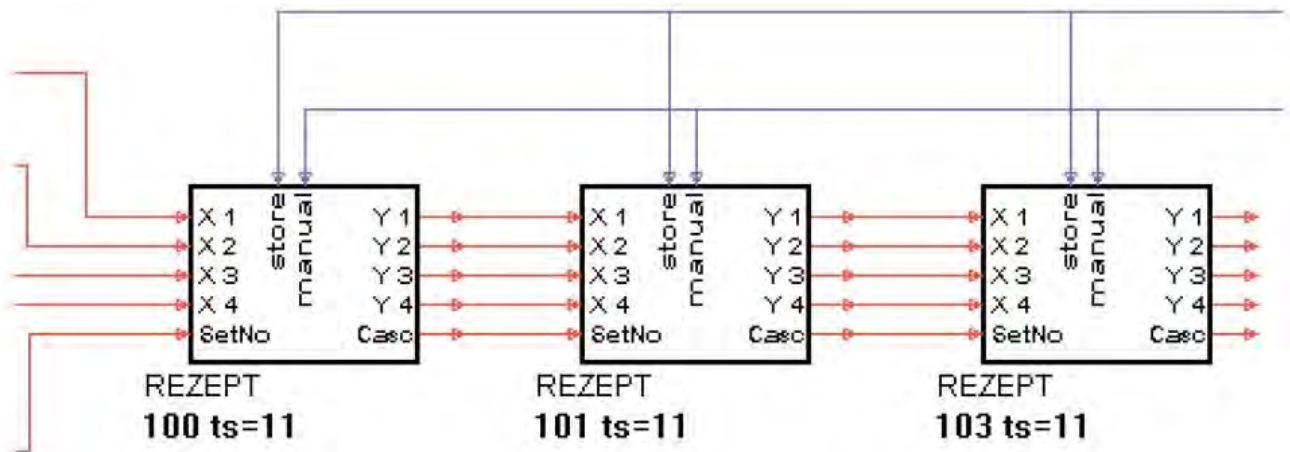 store
manual
X 1
X 2
X 3
X 4
SetNo
Y 1
Y 2
Y 3
Y 4
Casc
REZEPT
100 ts=11
store
manual
X 1
X 2
X 3
X 4
SetNo
Y 1
Y 2
Y 3
Y 4
Casc
REZEPT
101 ts=11
store
manual
X 1
X 2
X 3
X 4
SetNo
Y 1
Y 2
Y 3
Y 4
Casc
REZEPT
103 ts=11